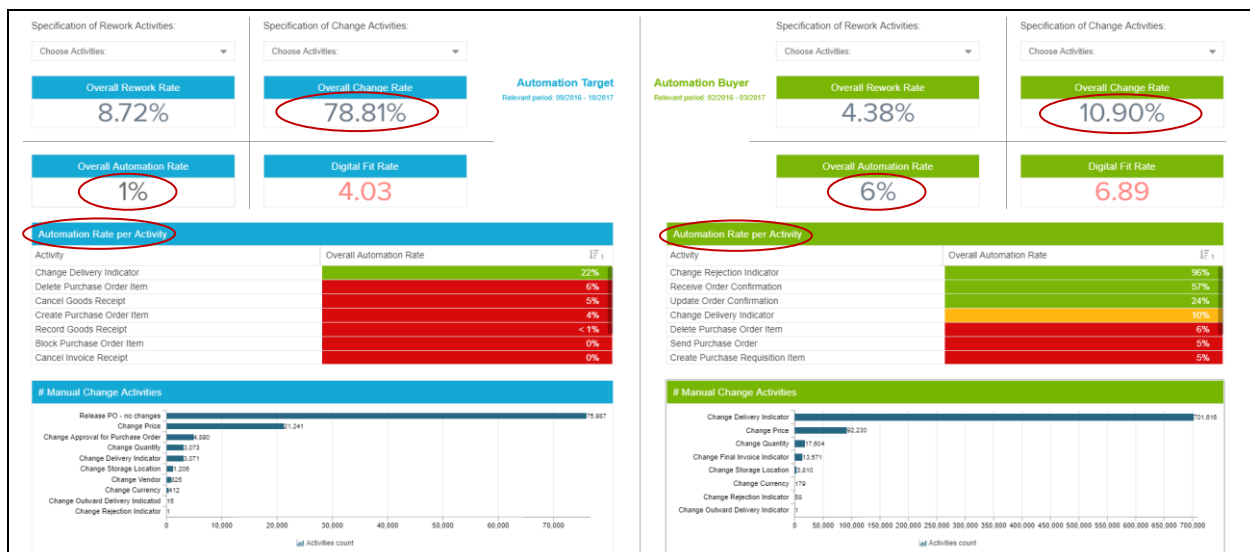 Specification of Rework Activities:
Specification of Change Activities:
Choose Activities:
Choose Activities:
Overall Rework Rate
8.72%
Overall Change Rate
78.81%
Automation Target
Relevant period: 09/2016 - 10/2017
Overall Automation Rate
1%
Digital Fit Rate
4.03
Automation Rate per Activity
Activity Overall Automation Rate 1
Change Delivery Indicator 22%
Delete Purchase Order Item 6%
Cancel Goods Receipt 5%
Create Purchase Order Item 4%
Record Goods Receipt < 1%
Block Purchase Order Item 0%
Cancel Invoice Receipt 0%
# Manual Change Activities
Release PO - no changes 75,987
Change Price 21,241
Change Approval for Purchase Order 4,890
Change Quantity 3,073
Change Delivery Indicator 3,071
Change Storage Location 1,206
Change Vendor 825
Change Currency 412
Change Outward Delivery Indicatod 15
Change Rejection Indicator 1
0 10,000 20,000 30,000 40,000 50,000 60,000 70,000
Activities count
Specification of Rework Activities:
Specification of Change Activities:
Choose Activities:
Choose Activities:
Automation Buyer
Relevant period: 02/2016 - 03/2017
Overall Rework Rate
4.38%
Overall Change Rate
10.90%
Overall Automation Rate
6%
Digital Fit Rate
6.89
Automation Rate per Activity
Activity Overall Automation Rate 1
Change Rejection Indicator 96%
Receive Order Confirmation 57%
Update Order Confirmation 24%
Change Delivery Indicator 10%
Delete Purchase Order Item 6%
Send Purchase Order 5%
Create Purchase Requisition Item 5%
# Manual Change Activities
Change Delivery Indicator 701,616
Change Price 92,230
Change Quantity 17,604
Change Final Invoice Indicator 13,571
Change Storage Location 3,810
Change Currency 179
Change Rejection Indicator 58
Change Outward Delivery Indicator 1
0 50,000 100,000 150,000 200,000 250,000 300,000 350,000 400,000 450,000 500,000 550,000 600,000 650,000 700,000
Activities count